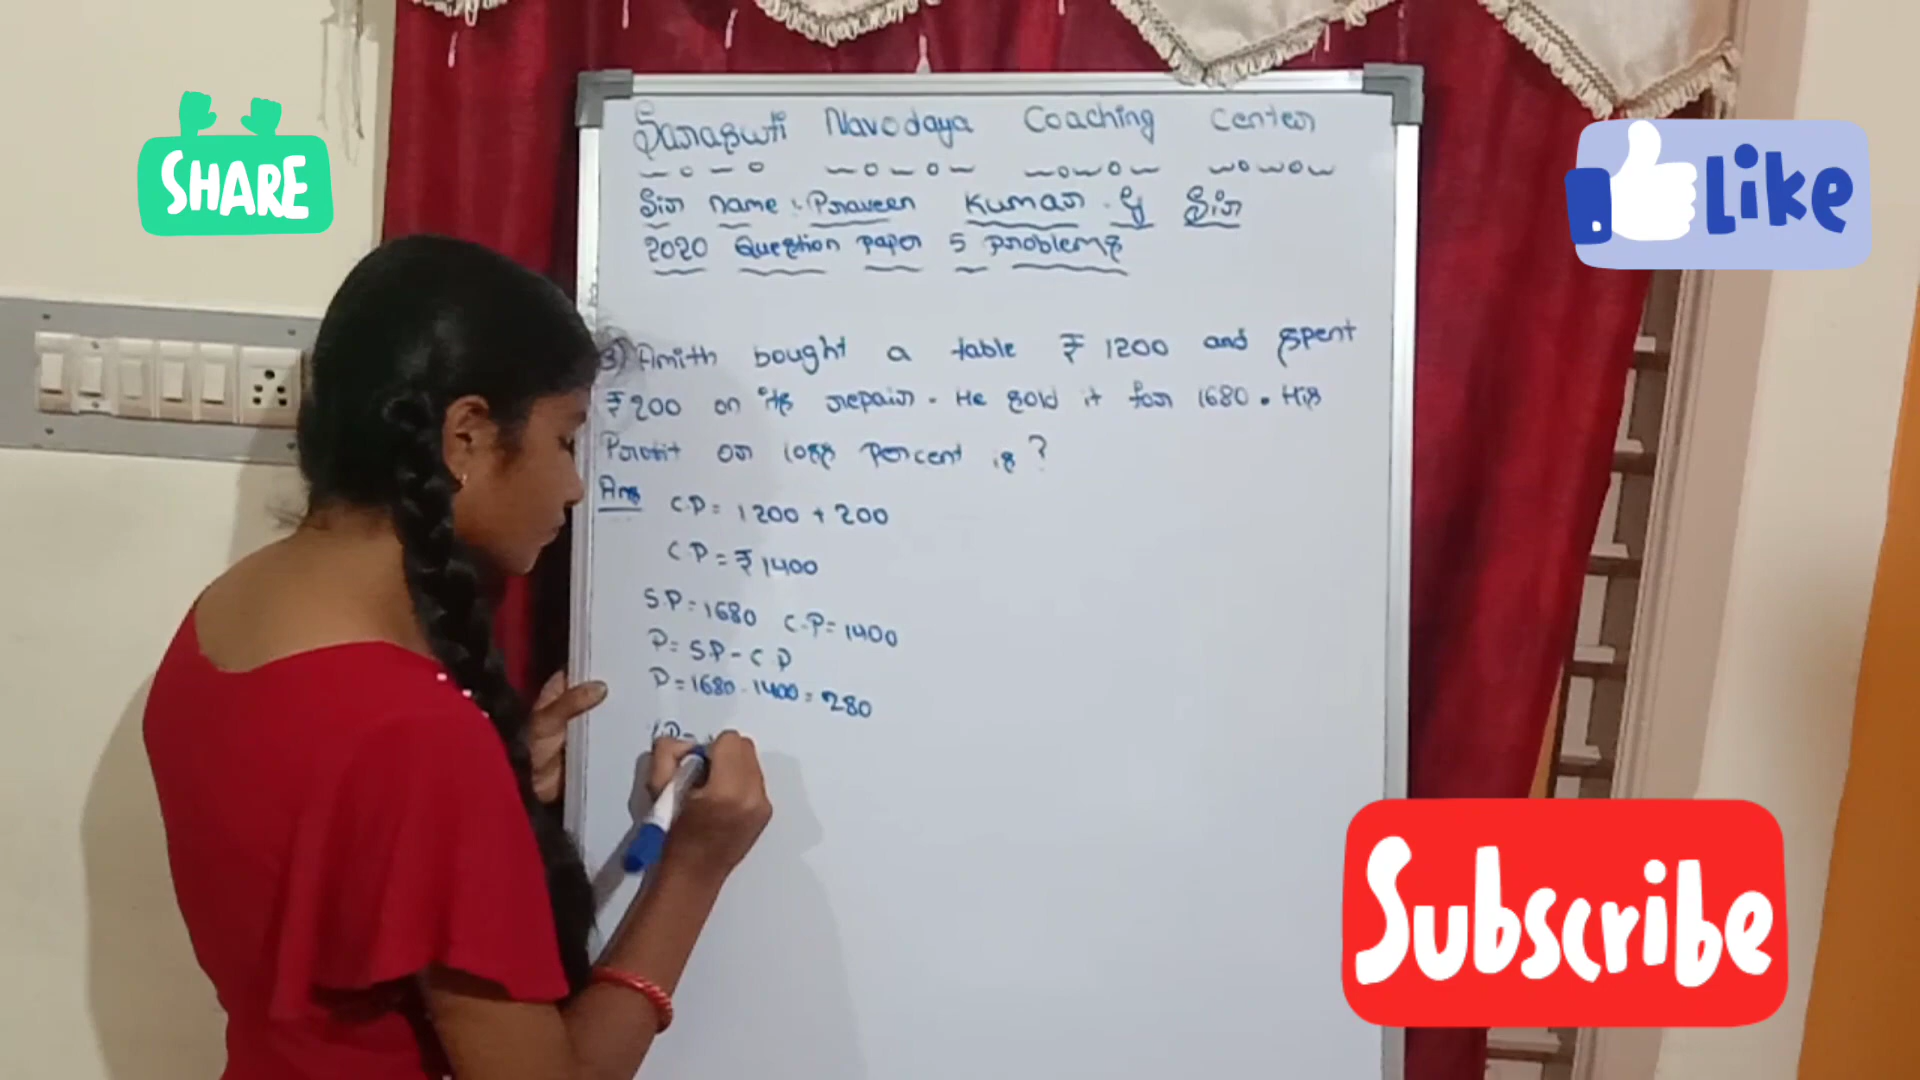 SHARE
Like
Saraswti Navodaya Coaching Center
Sir name : Praveen Kumar . G Sir
2020 Question paper 5 problems
3) Amith bought a table ₹ 1200 and spent
₹200 on its repair. He sold it for 1680. His
Profit or loss percent is?
Ans
C.P = 1200 + 200
C.P = ₹1400
S.P = 1680 C.P = 1400
P = S.P - C P
P = 1680 - 1400 = 280
Subscribe